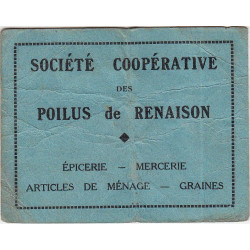 SOCIÉTÉ COOPÉRATIVE
DES
POILUS de RENAISON
ÉPICERIE — MERCERIE
ARTICLES DE MÉNAGE — GRAINES